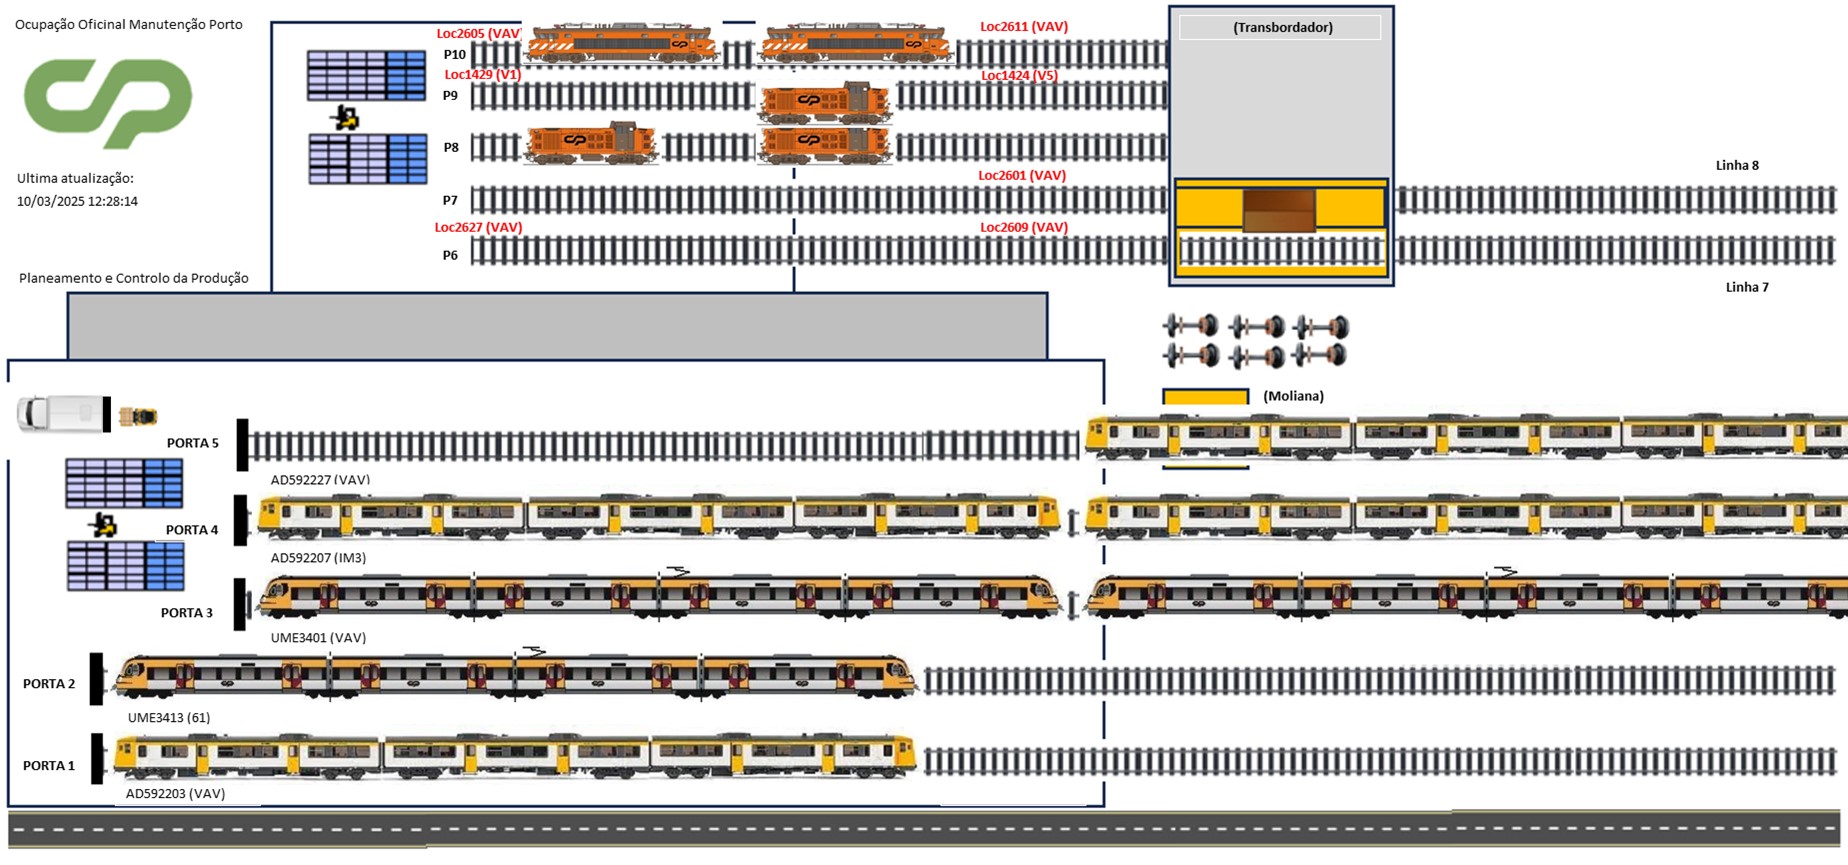 Ocupação Oficinal Manutenção Porto
Ultima atualização:
10/03/2025 12:28:14
Planeamento e Controlo da Produção
Loc2605 (VAV)
Loc2611 (VAV)
P10
Loc1429 (V1)
Loc1424 (V5)
P9
P8
Loc2601 (VAV)
P7
Loc2627 (VAV)
Loc2609 (VAV)
P6
(Transbordador)
Linha 8
Linha 7
(Moliana)
PORTA 5
AD592227 (VAV)
PORTA 4
AD592207 (IM3)
PORTA 3
UME3401 (VAV)
PORTA 2
UME3413 (61)
PORTA 1
AD592203 (VAV)